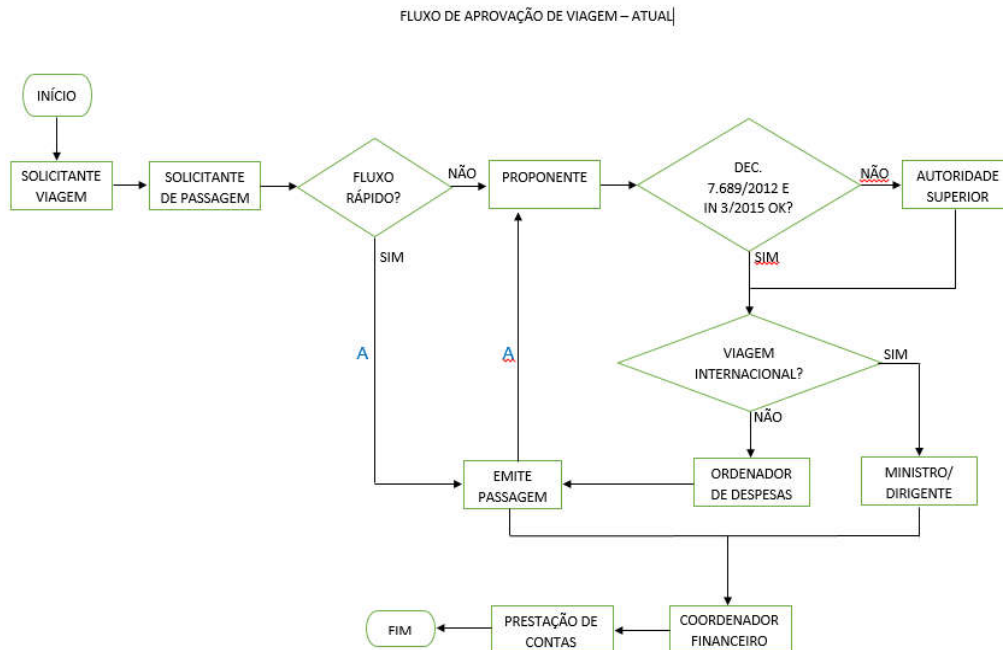 FLUXO DE APROVAÇÃO DE VIAGEM – ATUAL
INÍCIO
SOLICITANTE
VIAGEM
SOLICITANTE
DE PASSAGEM
FLUXO
RÁPIDO?
NÃO
PROPONENTE
DEC.
7.689/2012 E
IN 3/2015 OK?
NÃO
AUTORIDADE
SUPERIOR
SIM
SIM
A
A
VIAGEM
INTERNACIONAL?
SIM
NÃO
EMITE
PASSAGEM
ORDENADOR
DE DESPESAS
MINISTRO/
DIRIGENTE
FIM
PRESTAÇÃO DE
CONTAS
COORDENADOR
FINANCEIRO